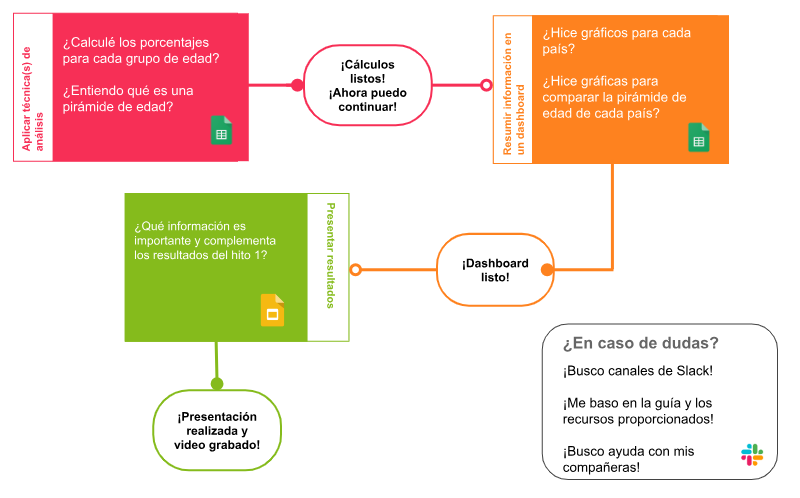 Aplicar técnica(s) de
análisis
¿Calculé los porcentajes
para cada grupo de edad?
¿Entiendo qué es una
pirámide de edad?
¡Cálculos
listos!
¡Ahora puedo
continuar!
Resumir información en
un dashboard
¿Hice gráficos para cada
país?
¿Hice gráficas para
comparar la pirámide de
edad de cada país?
¿Qué información es
importante y complementa
los resultados del hito 1?
Presentar resultados
¡Dashboard
listo!
¡Presentación
realizada y
video grabado!
¿En caso de dudas?
¡Busco canales de Slack!
¡Me baso en la guía y los
recursos proporcionados!
¡Busco ayuda con mis
compañeras!